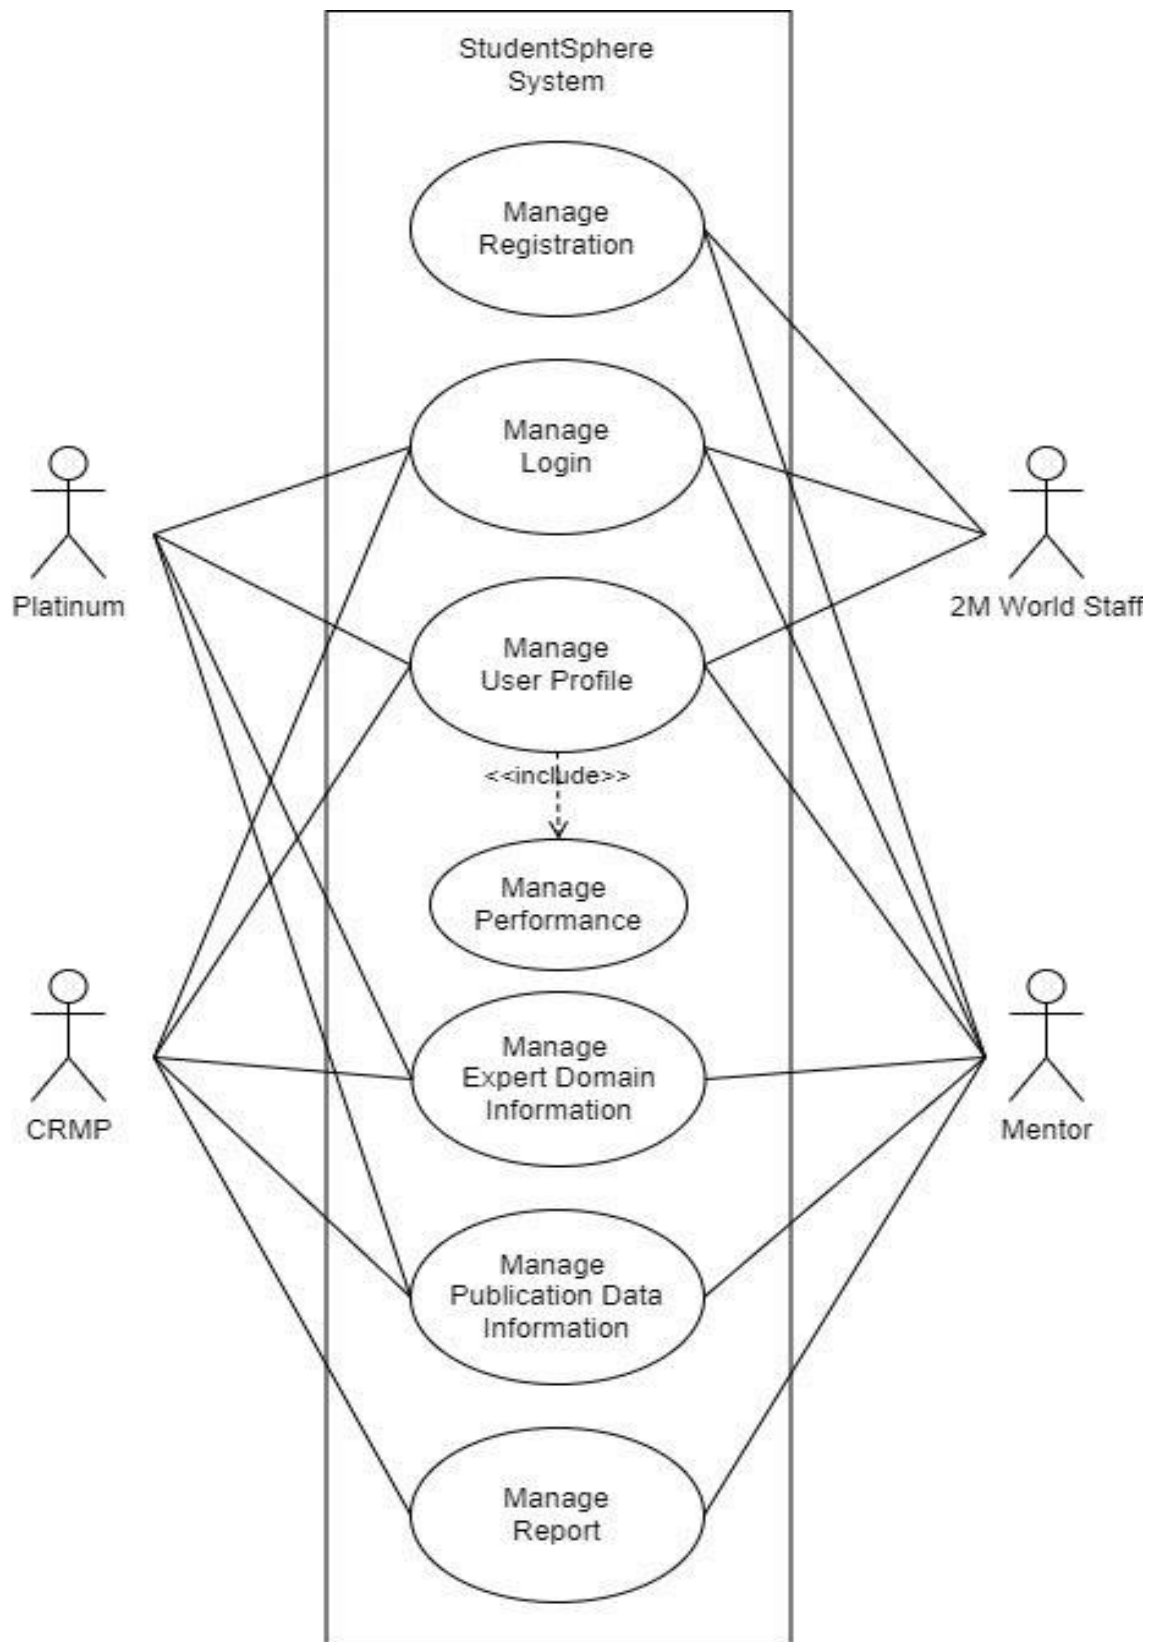 StudentSphere
System
Manage
Registration
Manage
Login
Platinum
2M World Staff
Manage
User Profile
<<include>>
Manage
Performance
CRMP
Mentor
Manage
Expert Domain
Information
Manage
Publication Data
Information
Manage
Report